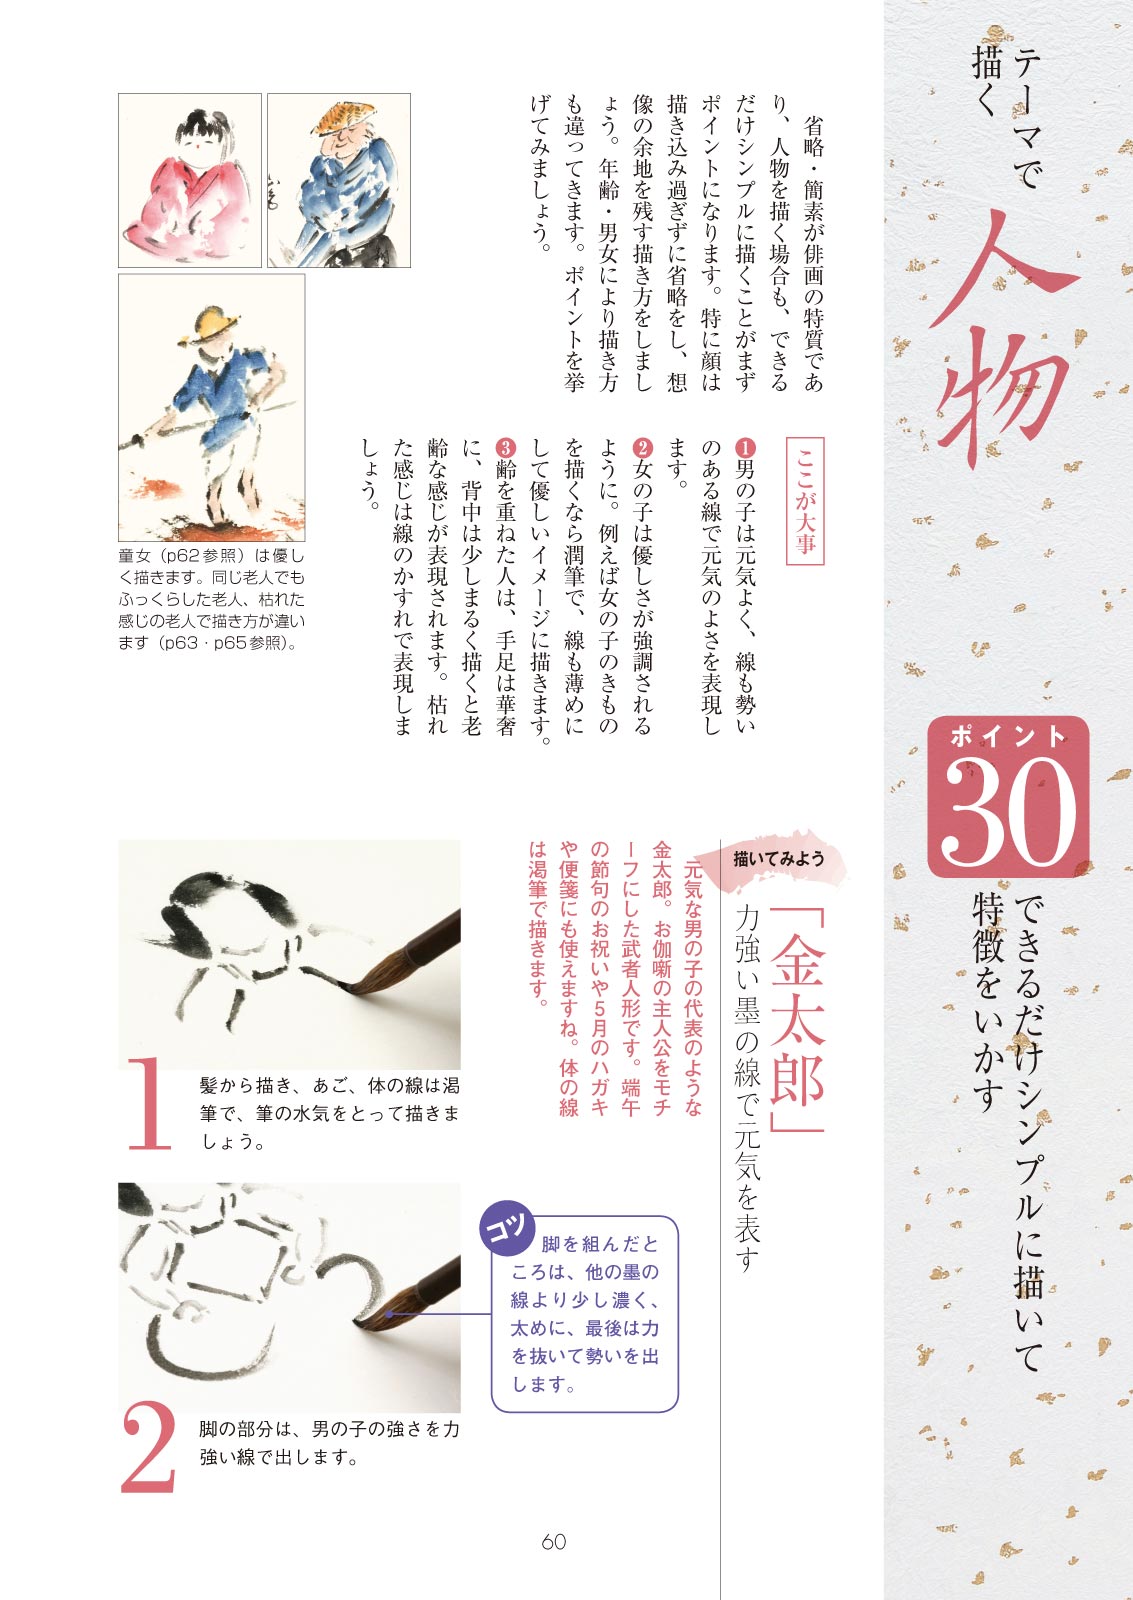 テーマで
描く
人物
ポイント
30
できるだけシンプルに描いて
特徴をいかす
　省略・簡素が俳画の特質であ
り、人物を描く場合も、できる
だけシンプルに描くことがまず
ポイントになります。特に顔は
描き込み過ぎずに省略をし、想
像の余地を残す描き方をしまし
ょう。年齢・男女により描き方
も違ってきます。ポイントを挙
げてみましょう。
ここが大事
❶男の子は元気よく、線も勢い
のある線で元気のよさを表現し
ます。
❷女の子は優しさが強調される
ように。例えば女の子のきもの
を描くなら潤筆で、線も薄めに
して優しいイメージに描きます。
❸齢を重ねた人は、手足は華奢
に、背中は少しまるく描くと老
齢な感じが表現されます。枯れ
た感じは線のかすれで表現しま
しょう。
童女（p62参照）は優し
く描きます。同じ老人でも
ふっくらした老人、枯れた
感じの老人で描き方が違い
ます（p63・p65参照）。
描いてみよう
「金太郎」
力強い墨の線で元気を表す
　元気な男の子の代表のような
金太郎。お伽噺の主人公をモチ
ーフにした武者人形です。端午
の節句のお祝いや5月のハガキ
や便箋にも使えますね。体の線
は渇筆で描きます。
1
髪から描き、あご、体の線は渇
筆で、筆の水気をとって描きま
しょう。
コツ
脚を組んだと
ころは、他の墨の
線より少し濃く、
太めに、最後は力
を抜いて勢いを出
します。
2
脚の部分は、男の子の強さを力
強い線で出します。
60